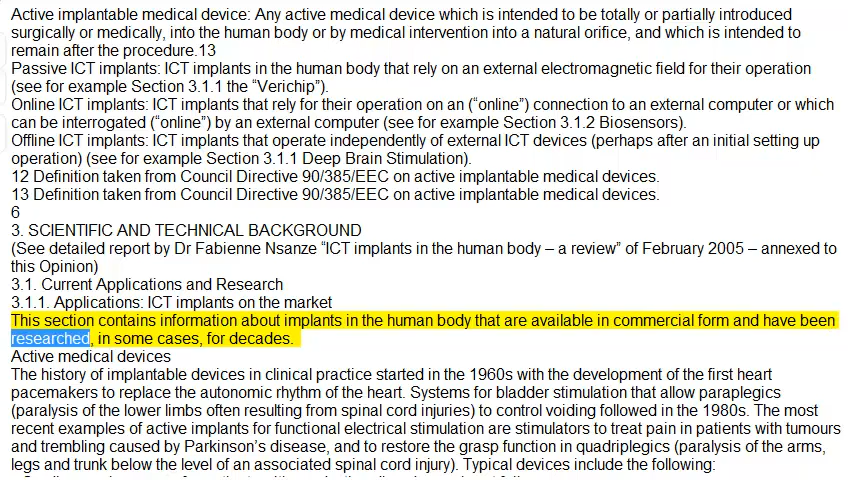 Active implantable medical device: Any active medical device which is intended to be totally or partially introduced
surgically or medically, into the human body or by medical intervention into a natural orifice, and which is intended to
remain after the procedure.13
Passive ICT implants: ICT implants in the human body that rely on an external electromagnetic field for their operation
(see for example Section 3.1.1 the “Verichip”).
Online ICT implants: ICT implants that rely for their operation on an (“online”) connection to an external computer or which
can be interrogated (“online”) by an external computer (see for example Section 3.1.2 Biosensors).
Offline ICT implants: ICT implants that operate independently of external ICT devices (perhaps after an initial setting up
operation) (see for example Section 3.1.1 Deep Brain Stimulation).
12 Definition taken from Council Directive 90/385/EEC on active implantable medical devices.
13 Definition taken from Council Directive 90/385/EEC on active implantable medical devices.
6
3. SCIENTIFIC AND TECHNICAL BACKGROUND
(See detailed report by Dr Fabienne Nsanze “ICT implants in the human body – a review” of February 2005 – annexed to
this Opinion)
3.1. Current Applications and Research
3.1.1. Applications: ICT implants on the market
This section contains information about implants in the human body that are available in commercial form and have been
researched, in some cases, for decades.
Active medical devices
The history of implantable devices in clinical practice started in the 1960s with the development of the first heart
pacemakers to replace the autonomic rhythm of the heart. Systems for bladder stimulation that allow paraplegics
(paralysis of the lower limbs often resulting from spinal cord injuries) to control voiding followed in the 1980s. The most
recent examples of active implants for functional electrical stimulation are stimulators to treat pain in patients with tumours
and trembling caused by Parkinson’s disease, and to restore the grasp function in quadriplegics (paralysis of the arms,
legs and trunk below the level of an associated spinal cord injury). Typical devices include the following: